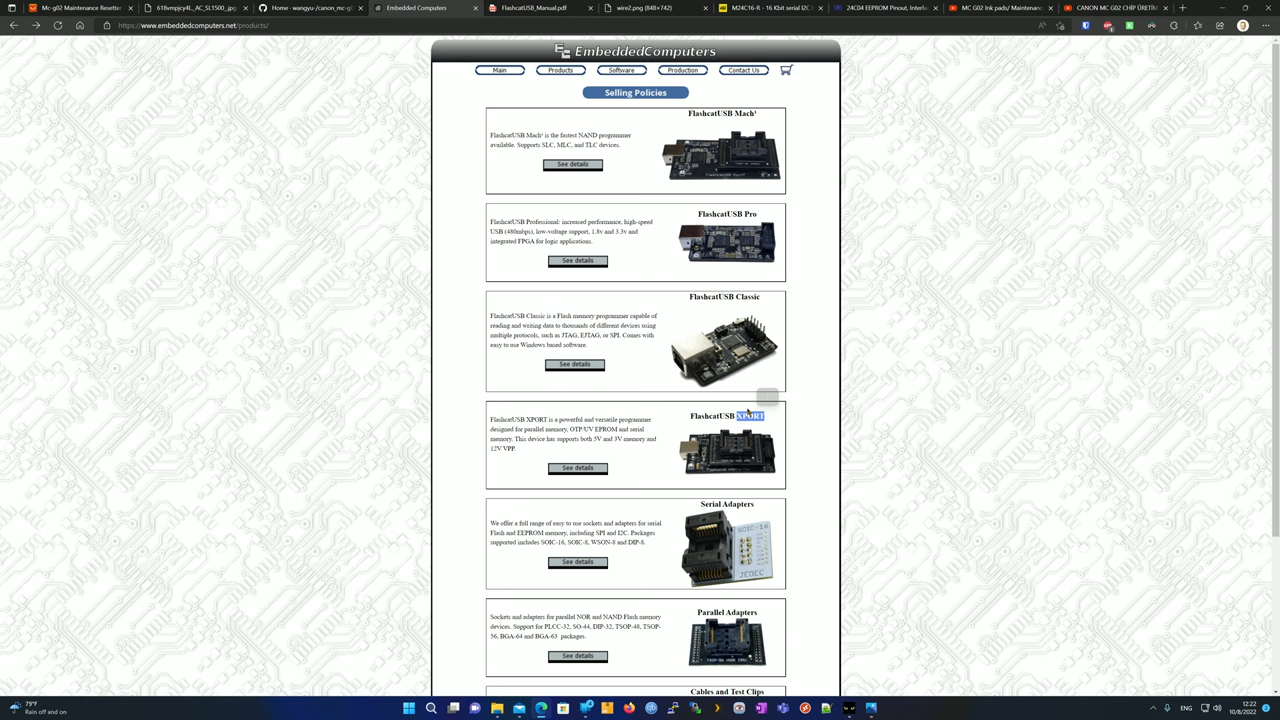 Mc-g02 Maintenance Resetter
618vmpjcy4L_AC_SL1500_.jpg
Home · wangyu-/canon_mc-g
Embedded Computers
FlashcatUSB_Manual.pdf
wire2.png (848×742)
M24C16-R - 16 Kbit serial I2C
24C04 EEPROM Pinout, Interfa
MC G02 Ink pads/ Maintenanc
CANON MC G02 CHIP ÜRETİM
https://www.embeddedcomputers.net/products/
EmbeddedComputers
Main
Products
Software
Production
Contact Us
Selling Policies
FlashcatUSB Mach¹
FlashcatUSB Mach¹ is the fastest NAND programmer
available. Supports SLC, MLC, and TLC devices.
See details
FlashcatUSB Pro
FlashcatUSB Professional: increased performance, high-speed
USB (480mbps), low-voltage support, 1.8v and 3.3v and
integrated FPGA for logic applications.
See details
FlashcatUSB Classic
FlashcatUSB Classic is a Flash memory programmer capable of
reading and writing data to thousands of different devices using
multiple protocols, such as JTAG, EJTAG, or SPI. Comes with
easy to use Windows based software.
See details
FlashcatUSB XPORT
FlashcatUSB XPORT is a powerful and versatile programmer
designed for parallel memory, OTP/UV EPROM and serial
memory. This device has supports both 5V and 3V memory and
12V VPP.
See details
Serial Adapters
We offer a full range of easy to use sockets and adapters for serial
Flash and EEPROM memory, including SPI and I2C. Packages
supported includes SOIC-16, SOIC-8, WSON-8 and DIP-8.
See details
SOIC-16
JEDEC
Parallel Adapters
Sockets and adapters for parallel NOR and NAND Flash memory
devices. Support for PLCC-32, SO-44, DIP-32, TSOP-48, TSOP-
56, BGA-64 and BGA-63 packages.
See details
Cables and Test Clips
79°F
Rain off and on
ENG
12:22
10/8/2022